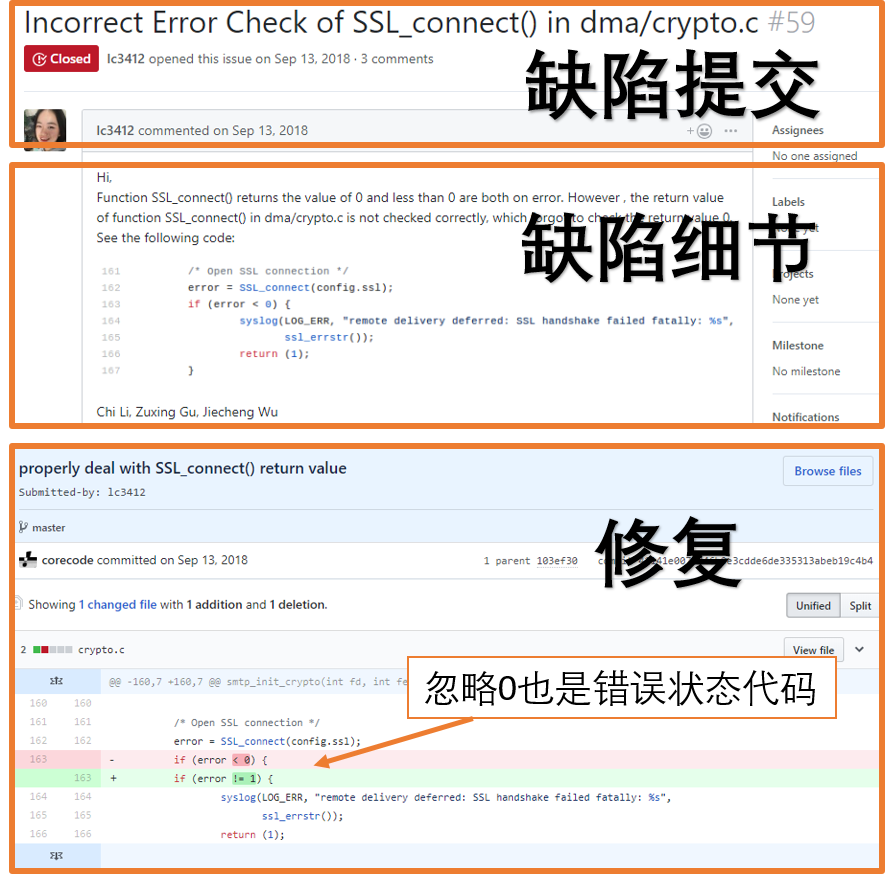 Incorrect Error Check of SSL_connect() in dma/crypto.c #59
Closed lc3412 opened this issue on Sep 13, 2018 · 3 comments
缺陷提交
lc3412 commented on Sep 13, 2018
Assignees
No one assigned
Hi,
Function SSL_connect() returns the value of 0 and less than 0 are both on error. However , the return value
of function SSL_connect() in dma/crypto.c is not checked correctly, which forgot to check the return value 0.
See the following code:
缺陷细节
Labels
None yet
Projects
None yet
Milestone
No milestone
Notifications
161 /* Open SSL connection */
162 error = SSL_connect(config.ssl);
163 if (error < 0) {
164 syslog(LOG_ERR, "remote delivery deferred: SSL handshake failed fatally: %s",
165 ssl_errstr());
166 return (1);
167 }
Chi Li, Zuxing Gu, Jiecheng Wu
properly deal with SSL_connect() return value
Browse files
Submitted-by: lc3412
master
修复
corecode committed on Sep 13, 2018
1 parent 103ef30
Showing 1 changed file with 1 addition and 1 deletion.
Unified Split
2 crypto.c
View file
忽略0也是错误状态代码
@@ -160,7 +160,7 @@ smtp_init_crypto(int fd, int
160 160
161 161 /* Open SSL connection */
162 162 error = SSL_connect(config.ssl);
163 - if (error < 0) {
163 + if (error != 1) {
164 164 syslog(LOG_ERR, "remote delivery deferred: SSL handshake failed fatally: %s",
165 165 ssl_errstr());
166 166 return (1);